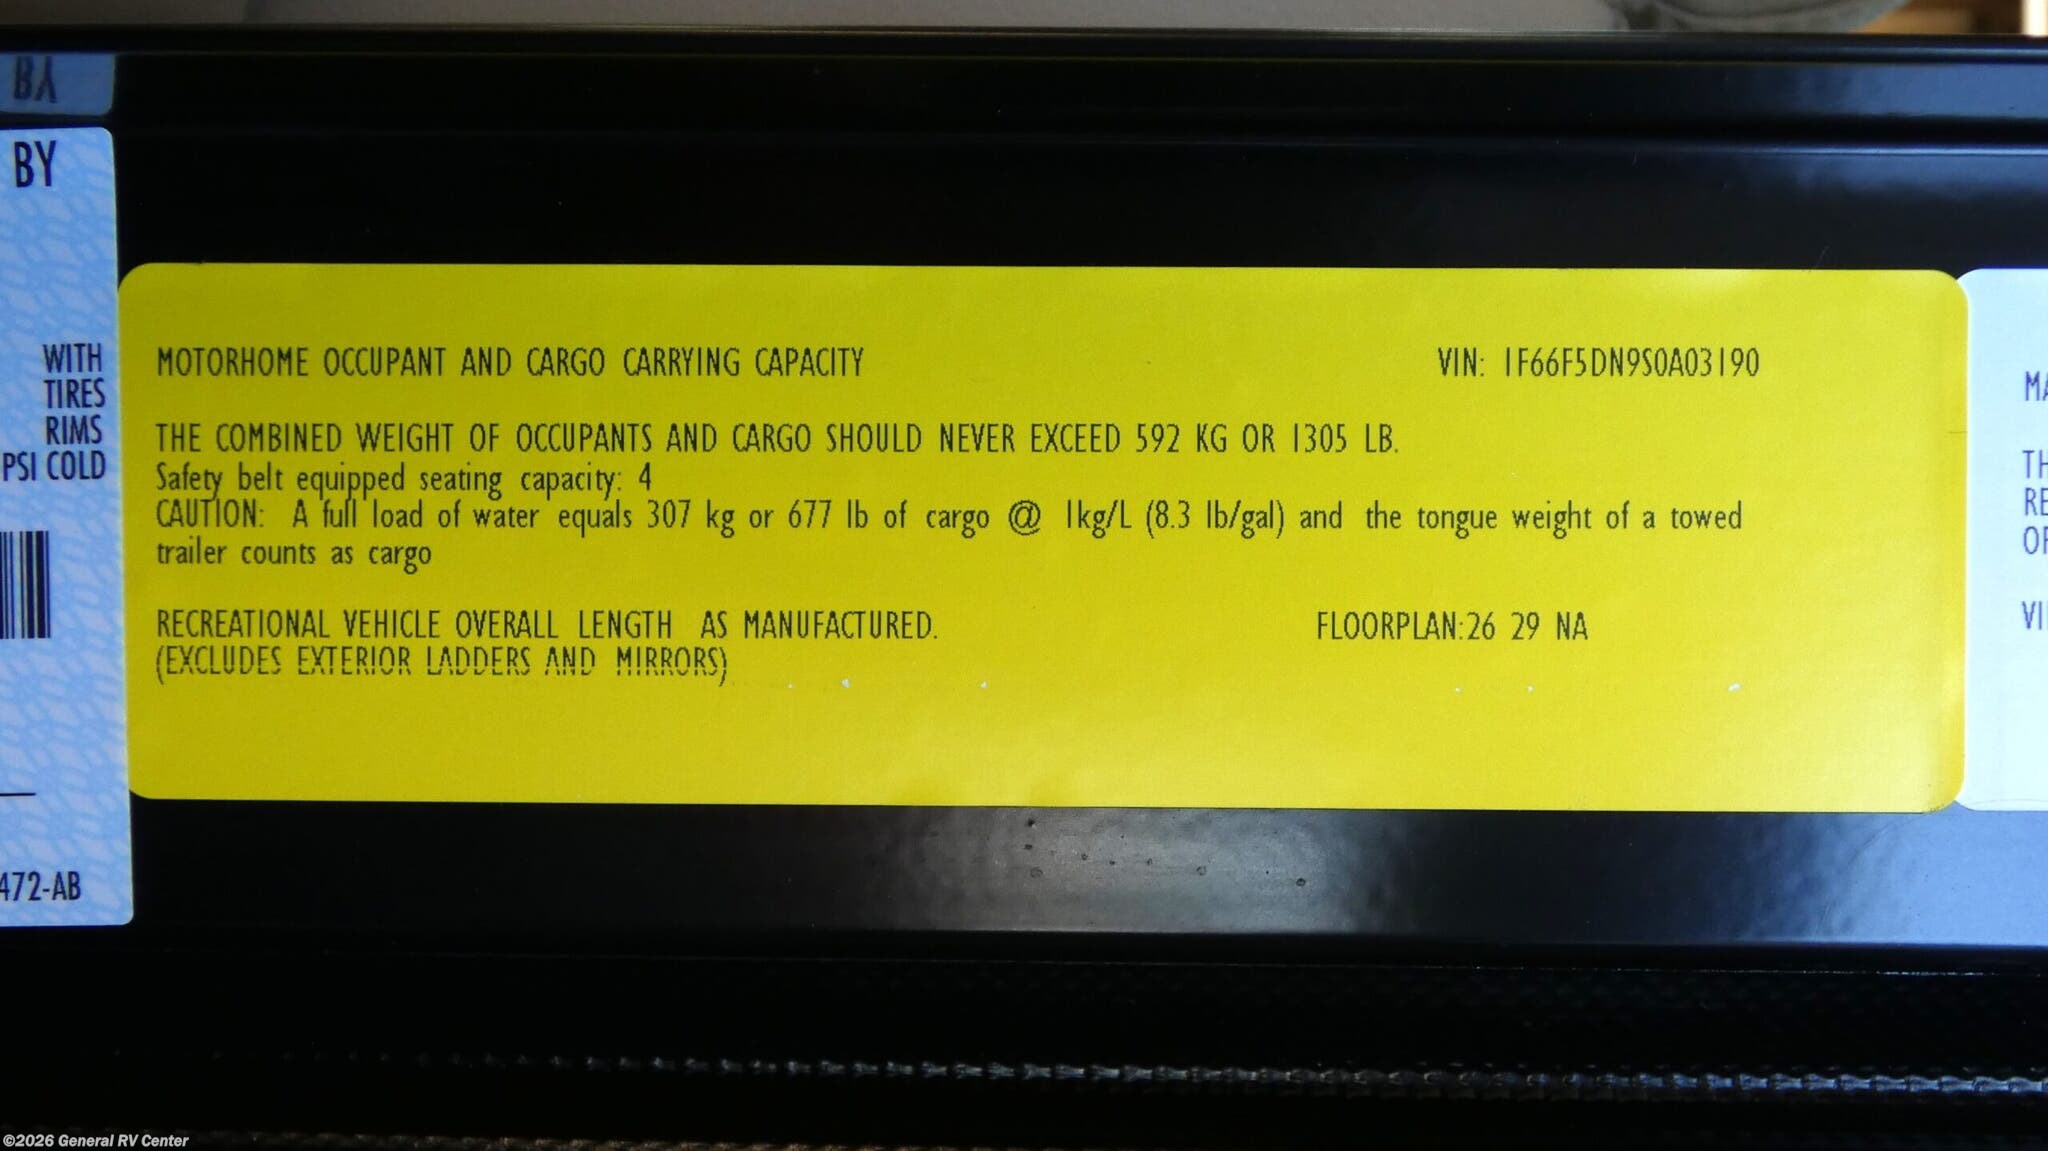 BY
WITH
TIRES
RIMS
PSI COLD
472-AB
MOTORHOME OCCUPANT AND CARGO CARRYING CAPACITY VIN: 1F66F5DN9S0A03190
THE COMBINED WEIGHT OF OCCUPANTS AND CARGO SHOULD NEVER EXCEED 592 KG OR 1305 LB.
Safety belt equipped seating capacity: 4
CAUTION: A full load of water equals 307 kg or 677 lb of cargo @ 1kg/L (8.3 lb/gal) and the tongue weight of a towed
trailer counts as cargo
RECREATIONAL VEHICLE OVERALL LENGTH AS MANUFACTURED. FLOORPLAN:26 29 NA
(EXCLUDES EXTERIOR LADDERS AND MIRRORS)
©2026 General RV Center